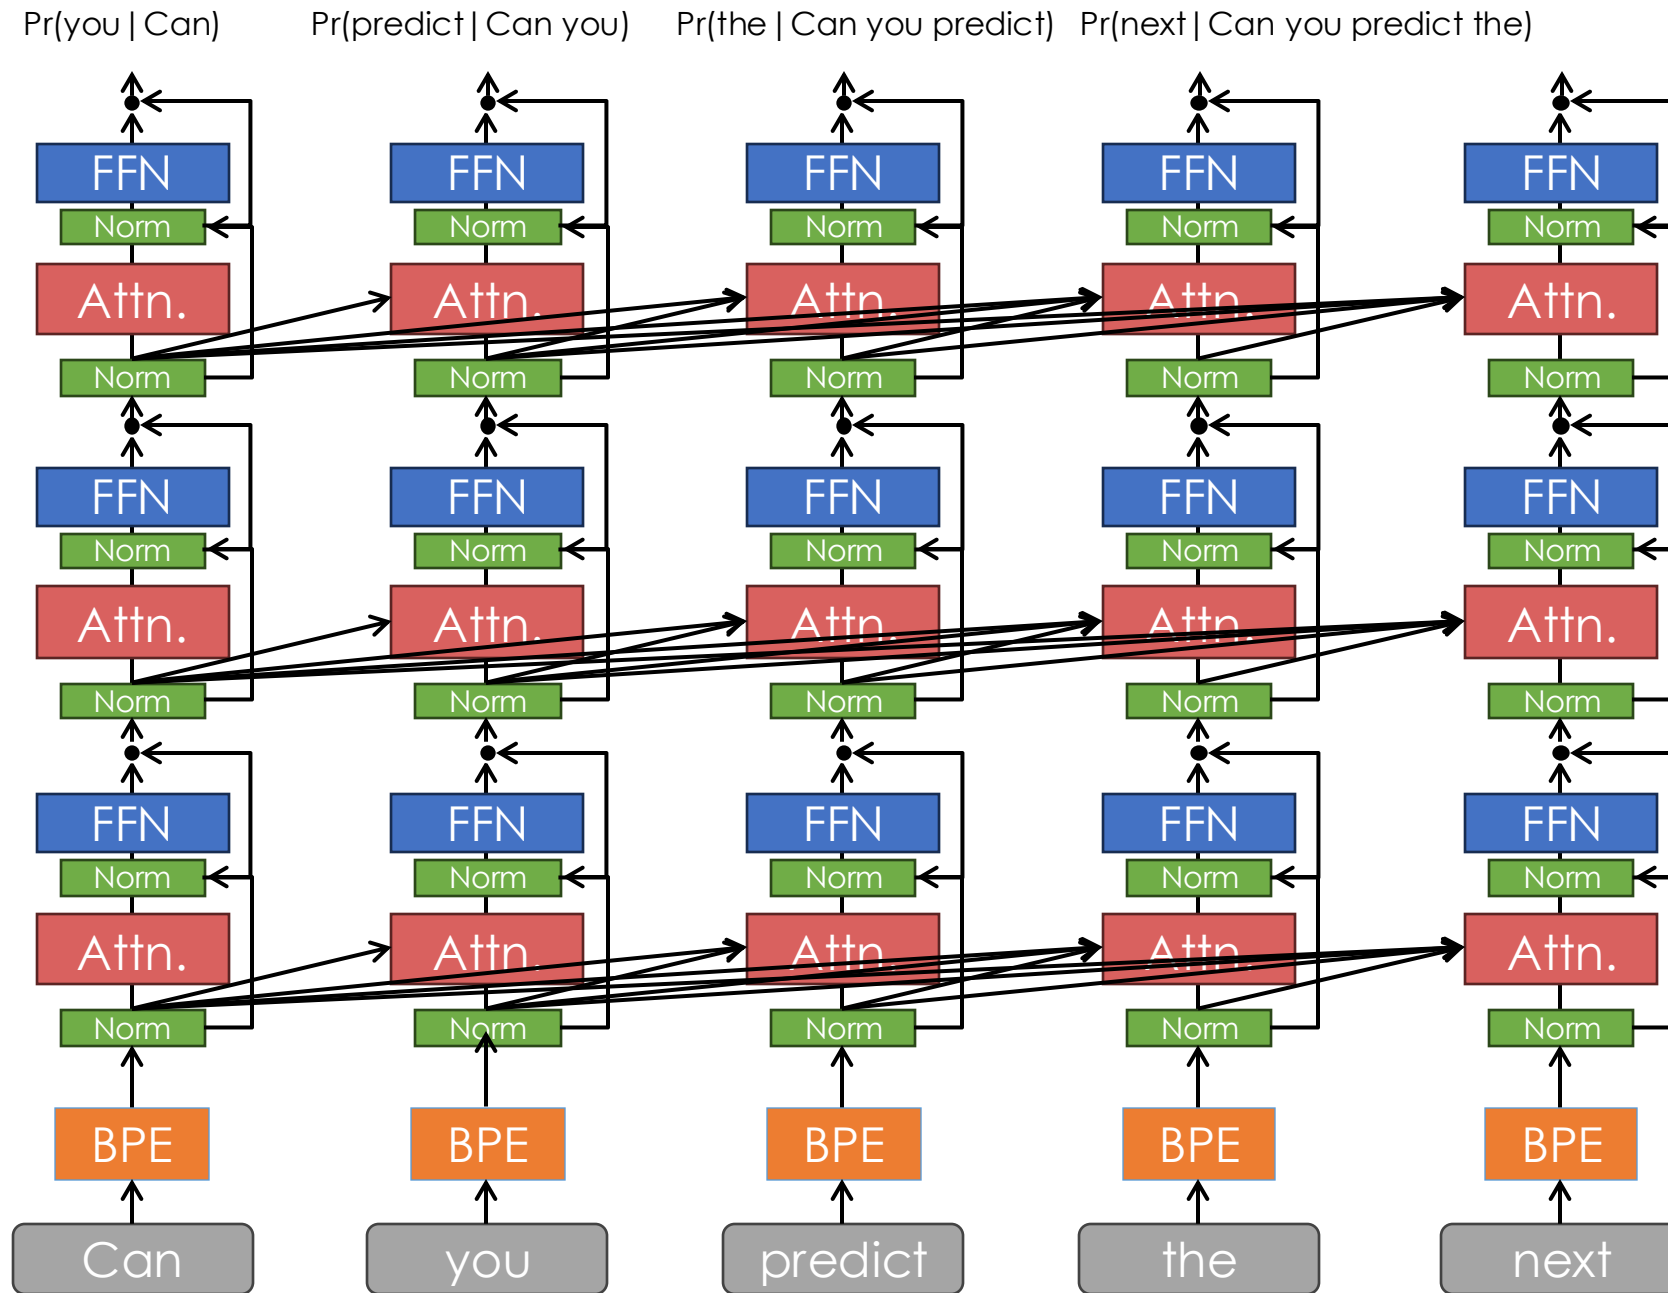 Pr(you|Can) Pr(predict|Can you) Pr(the|Can you predict) Pr(next|Can you predict the)
FFN FFN FFN FFN FFN
Norm Norm Norm Norm Norm
Attn. Attn. Attn. Attn. Attn.
Norm Norm Norm Norm Norm
FFN FFN FFN FFN FFN
Norm Norm Norm Norm Norm
Attn. Attn. Attn. Attn. Attn.
Norm Norm Norm Norm Norm
FFN FFN FFN FFN FFN
Norm Norm Norm Norm Norm
Attn. Attn. Attn. Attn. Attn.
Norm Norm Norm Norm Norm
BPE BPE BPE BPE BPE
Can you predict the next